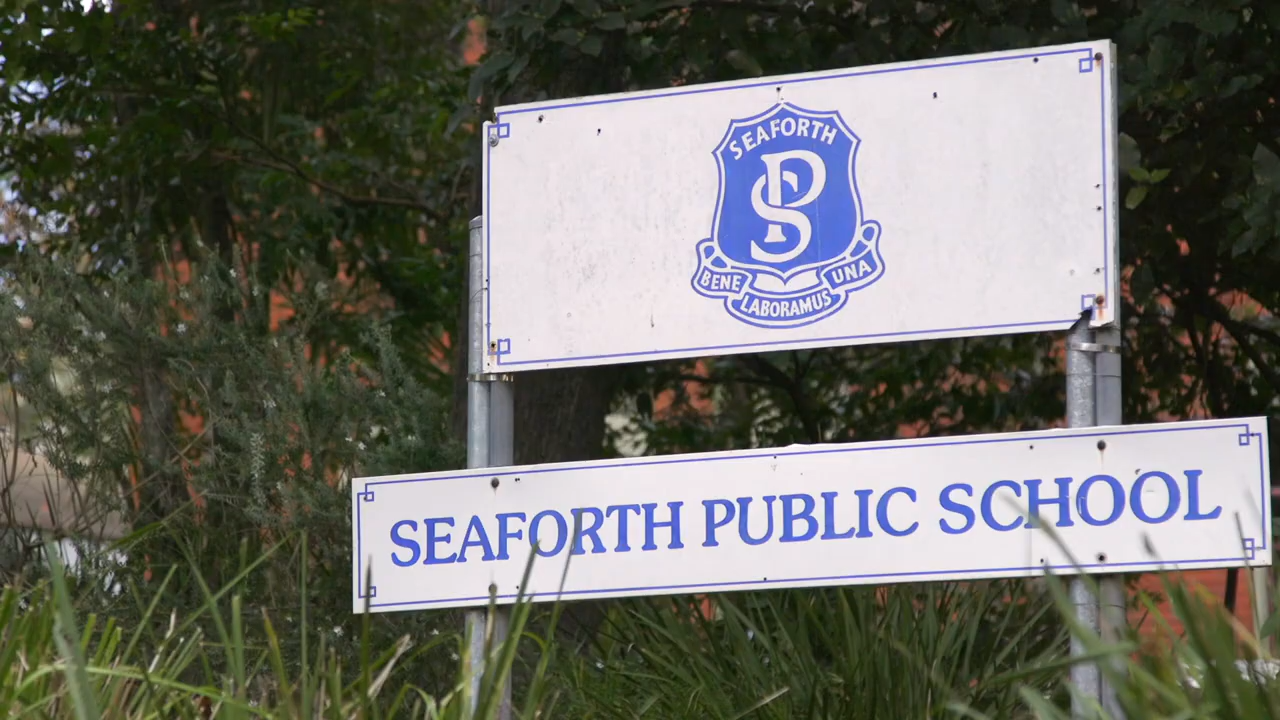 SEAFORTH
SP
BENE LABORAMUS UNA
SEAFORTH PUBLIC SCHOOL